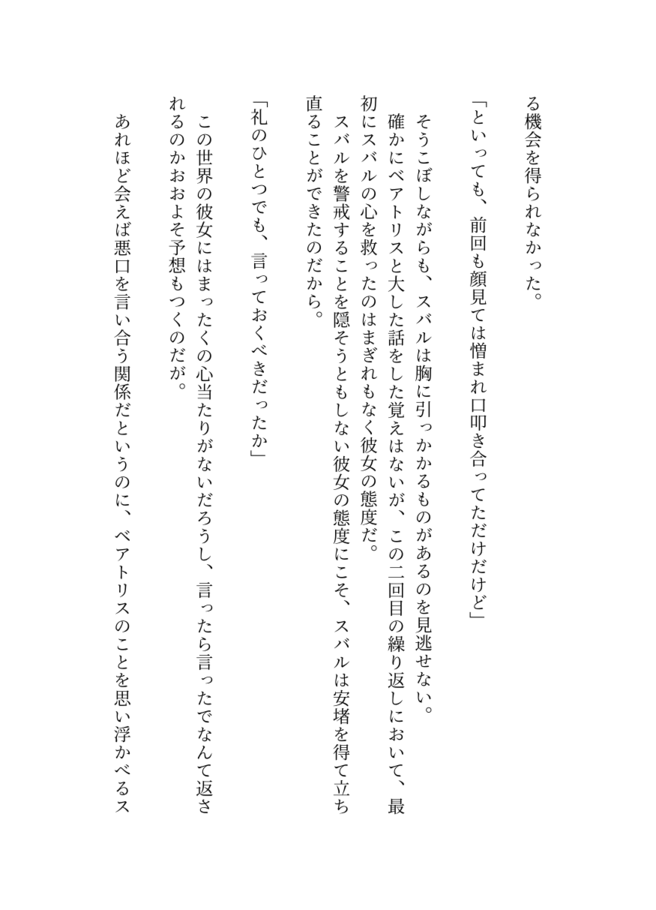 る機会を得られなかった。
「といっても、前回も顔見ては憎まれ口叩き合ってただけだけど」
そうこぼしながらも、スバルは胸に引っかかるものがあるのを見逃せない。
確かにベアトリスと大した話をした覚えはないが、この二回目の繰り返しにおいて、最
初にスバルの心を救ったのはまぎれもなく彼女の態度だ。
スバルを警戒することを隠そうともしない彼女の態度にこそ、スバルは安堵を得て立ち
直ることができたのだから。
「礼のひとつでも、言っておくべきだったか」
この世界の彼女にはまったくの心当たりがないだろうし、言ったら言ったでなんて返さ
れるのかおおよそ予想もつくのだが。
あれほど会えば悪口を言い合う関係だというのに、ベアトリスのことを思い浮かべるス